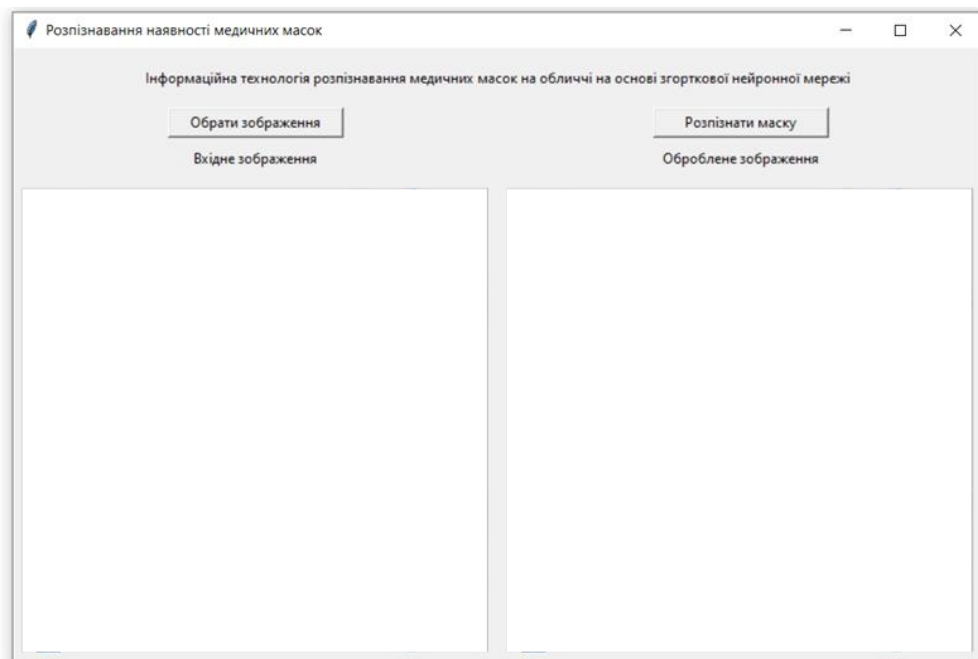 Розпізнавання наявності медичних масок
Інформаційна технологія розпізнавання медичних масок на обличчі на основі згорткової нейронної мережі
Обрати зображення
Розпізнати маску
Вхідне зображення
Оброблене зображення